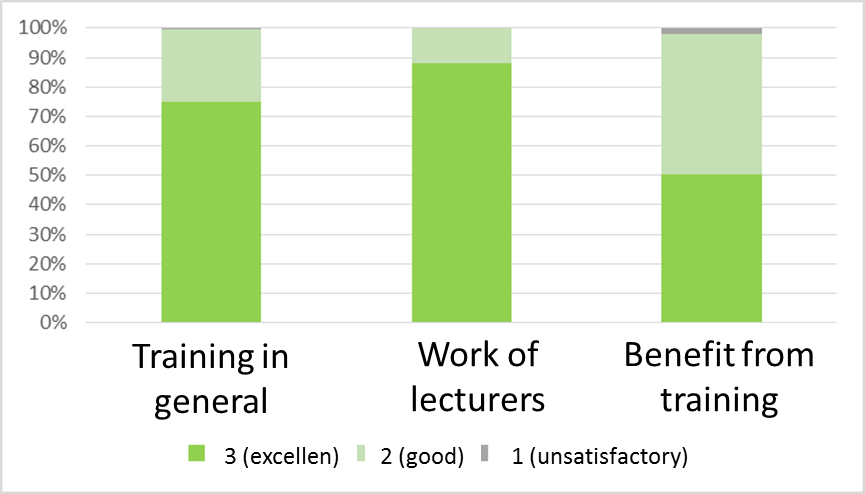 100%
90%
80%
70%
60%
50%
40%
30%
20%
10%
0%
Training in
general
Work of
lecturers
Benefit from
training
3 (excellen) 2 (good) 1 (unsatisfactory)